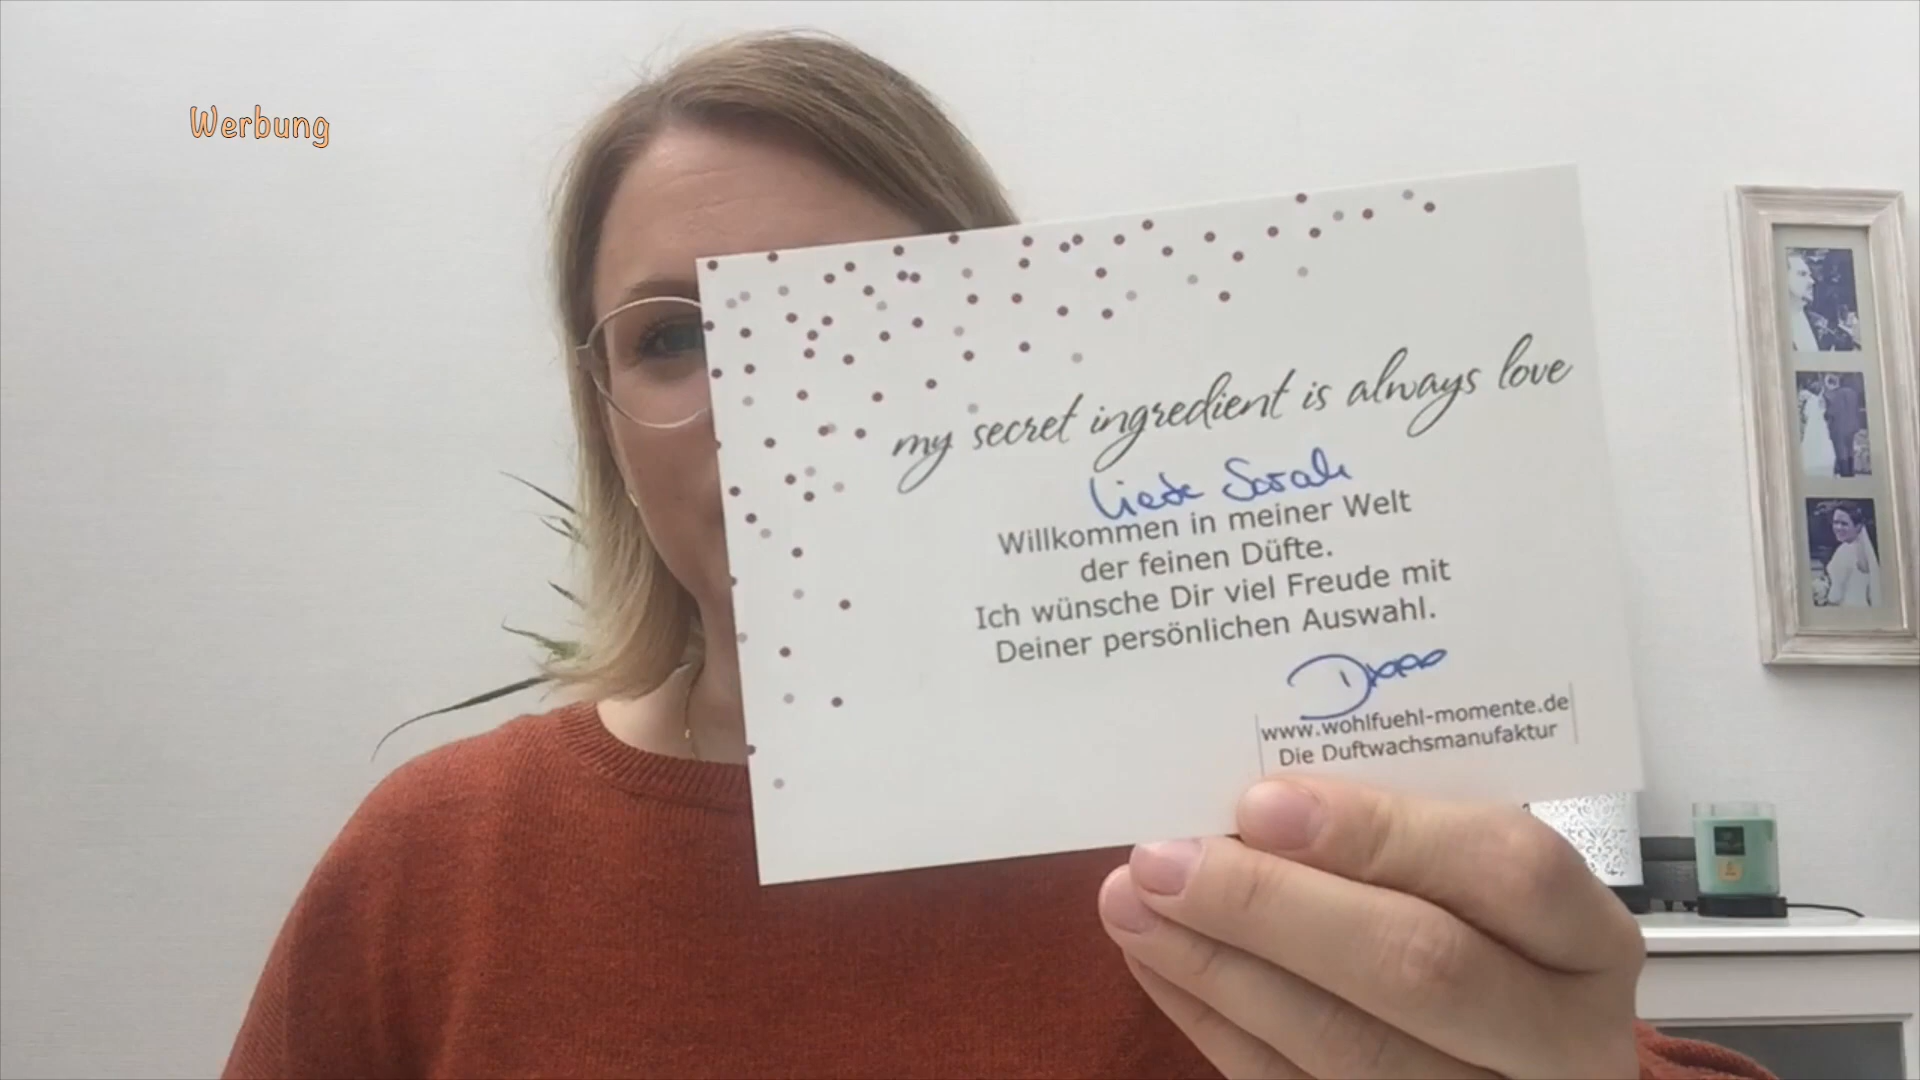 Werbung
my secret ingredient is always love
Liebe Sarah
Willkommen in meiner Welt
der feinen Düfte.
Ich wünsche Dir viel Freude mit
Deiner persönlichen Auswahl.
www.wohlfuehl-momente.de
Die Duftwachsmanufaktur